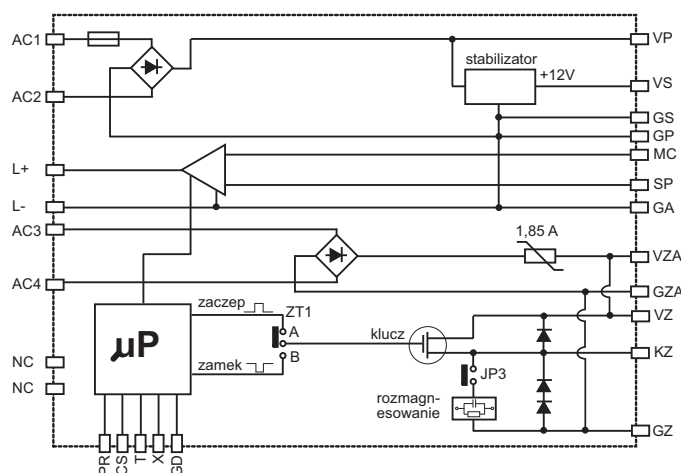 AC1
VP
stabilizator
+12V
VS
AC2
GS
GP
MC
L+
SP
L-
GA
AC3
1,85 A
VZA
AC4
GZA
zaczep
ZT1
VZ
A
klucz
µP
KZ
B
zamek
NC
JP3
NC
rozmagn-
esowanie
GZ
PR
CS
T
X
GD